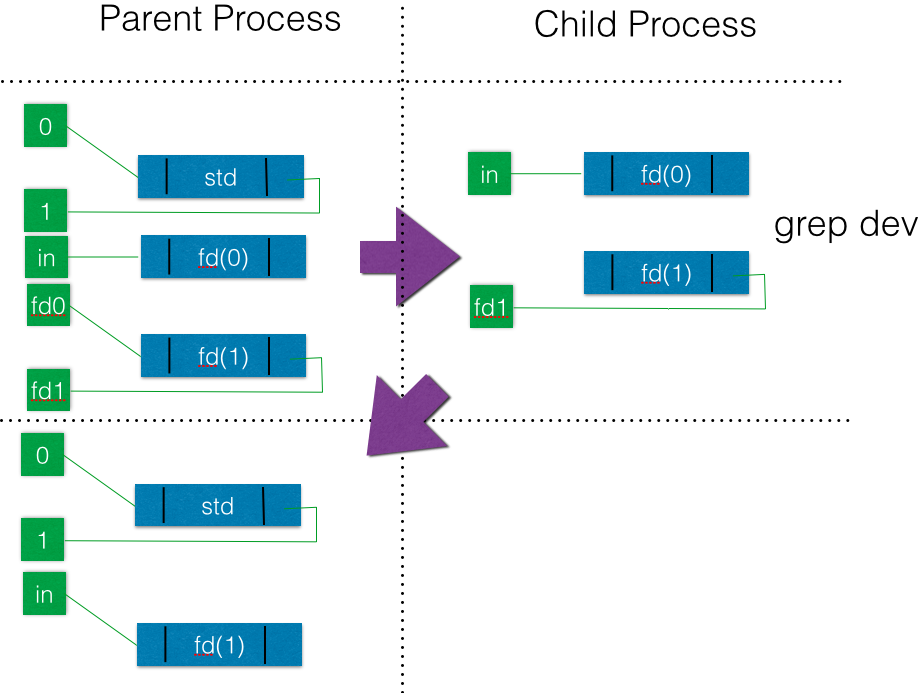 Parent Process
Child Process
0
std
1
in
fd(0)
fd0
fd(1)
fd1
in
fd(0)
grep dev
fd(1)
fd1
0
std
1
in
fd(1)